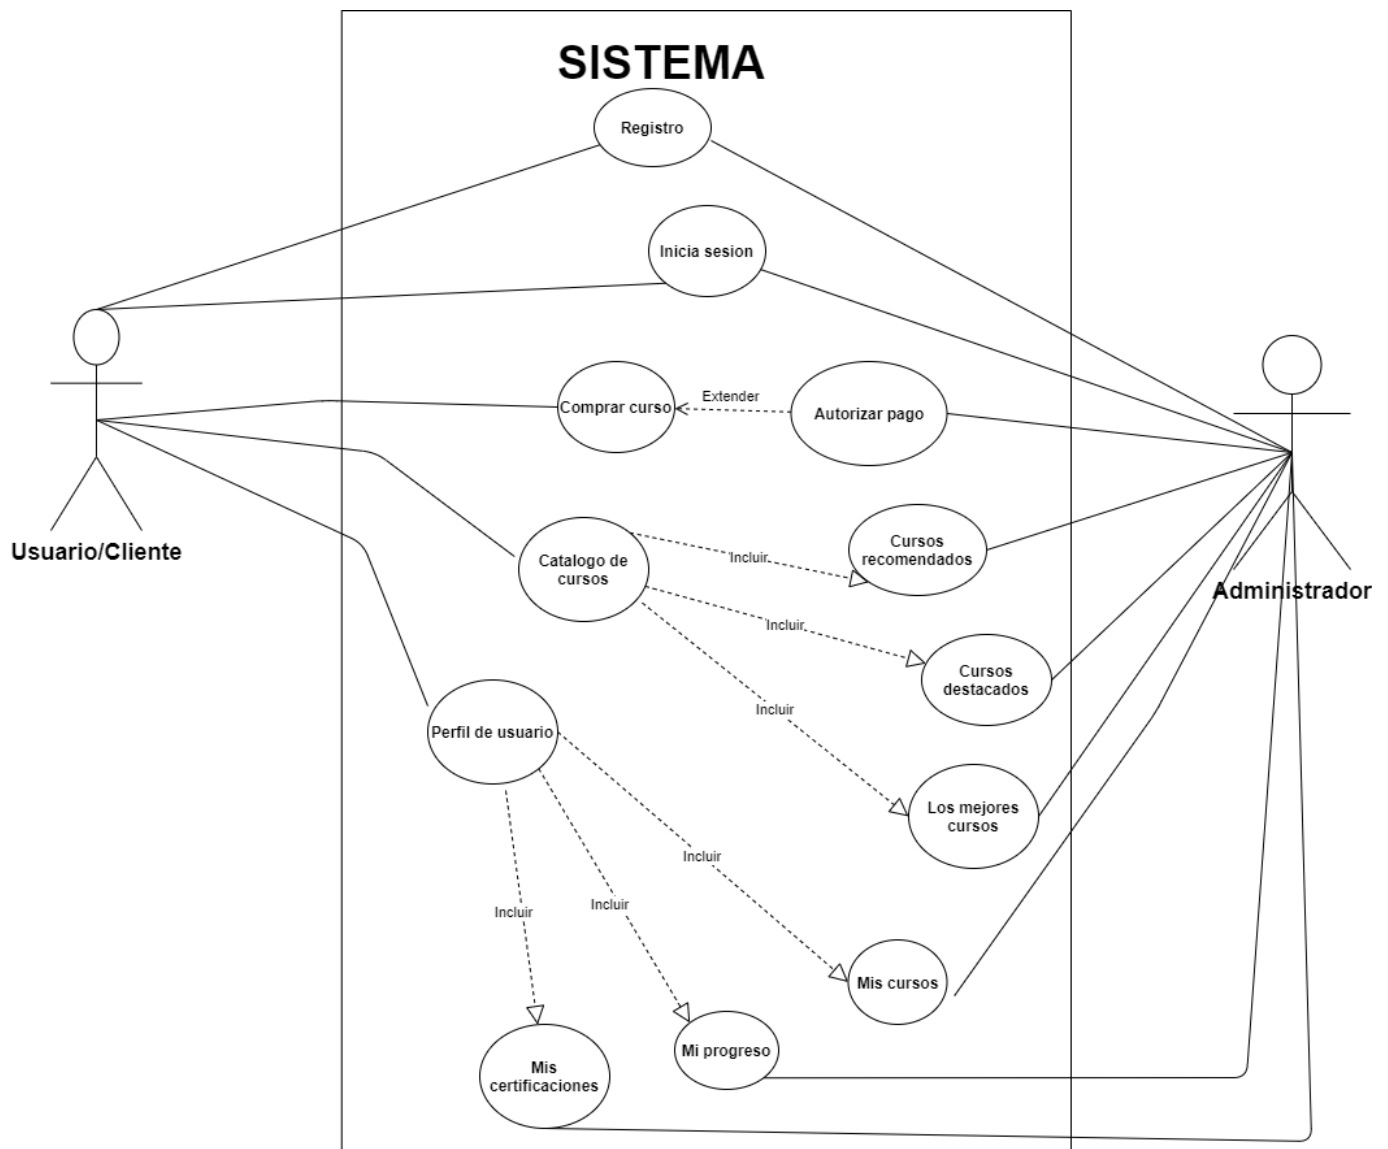 SISTEMA
Registro
Inicia sesion
Comprar curso
Extender
Autorizar pago
Usuario/Cliente
Catalogo de
cursos
Incluir
Cursos
recomendados
Administrador
Incluir
Cursos
destacados
Incluir
Perfil de usuario
Los mejores
cursos
Incluir
Incluir
Incluir
Mis cursos
Mi progreso
Mis
certificaciones